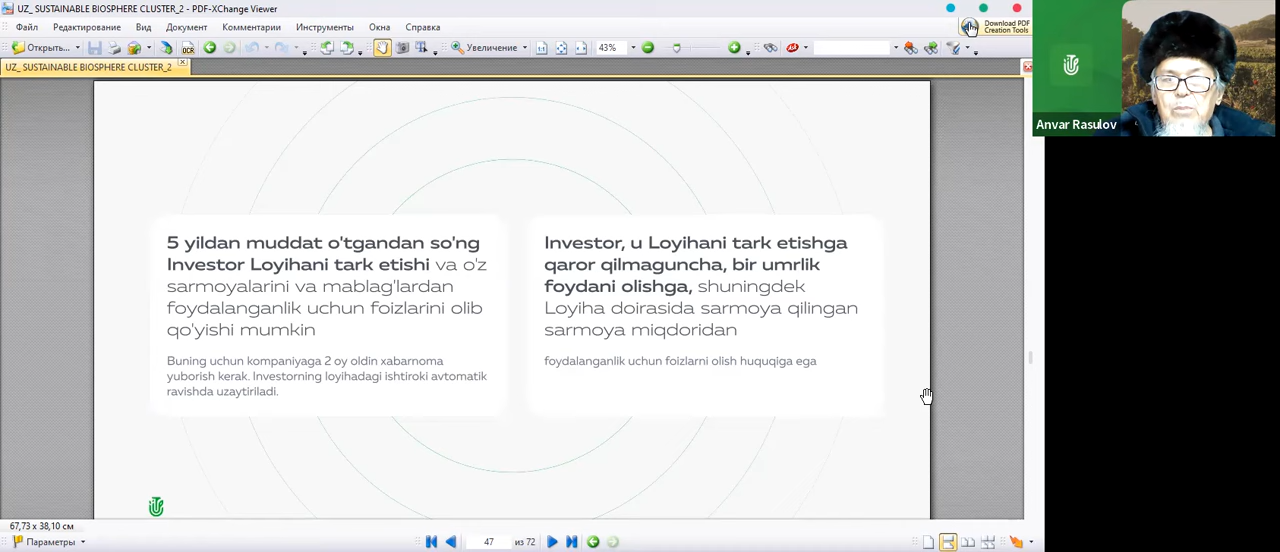 UZ_ SUSTAINABLE BIOSPHERE CLUSTER_2 - PDF-XChange Viewer
Файл Редактирование Вид Документ Комментарии Инструменты Окна Справка
Download PDF
Creation Tools
Открыть... OCR Увеличение 43%
UZ_ SUSTAINABLE BIOSPHERE CLUSTER_2
Anvar Rasulov
5 yildan muddat o'tgandan so'ng
Investor Loyihani tark etishi va o'z
sarmoyalarini va mablag'lardan
foydalanganlik uchun foizlarini olib
qo'yishi mumkin
Buning uchun kompaniyaga 2 oy oldin xabarnoma
yuborish kerak. Investorning loyihadagi ishtiroki avtomatik
ravishda uzaytiriladi.
Investor, u Loyihani tark etishga
qaror qilmaguncha, bir umrlik
foydani olishga, shuningdek
Loyiha doirasida sarmoya qilingan
sarmoya miqdoridan
foydalanganlik uchun foizlarni olish huquqiga ega
67,73 x 38,10 см
Параметры 47 из 72